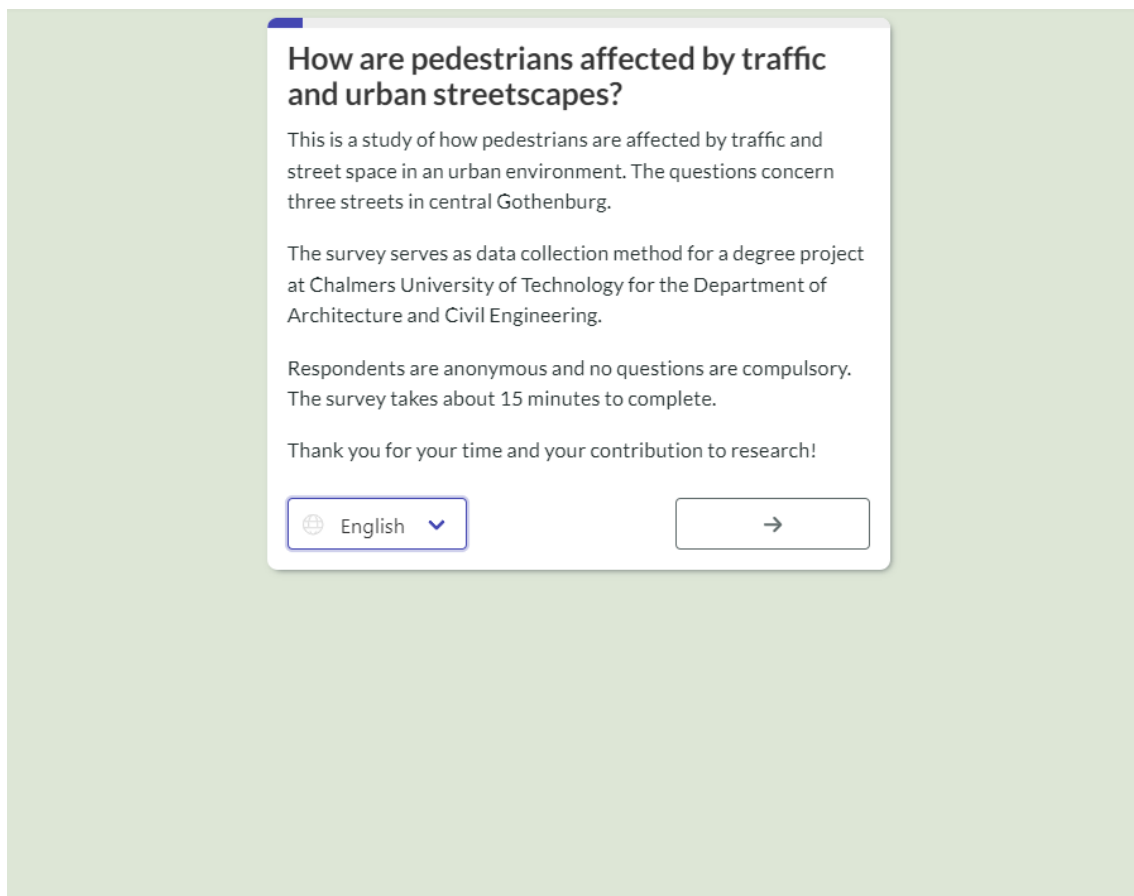 How are pedestrians affected by traffic
and urban streetscapes?
This is a study of how pedestrians are affected by traffic and
street space in an urban environment. The questions concern
three streets in central Gothenburg.
The survey serves as data collection method for a degree project
at Chalmers University of Technology for the Department of
Architecture and Civil Engineering.
Respondents are anonymous and no questions are compulsory.
The survey takes about 15 minutes to complete.
Thank you for your time and your contribution to research!
English